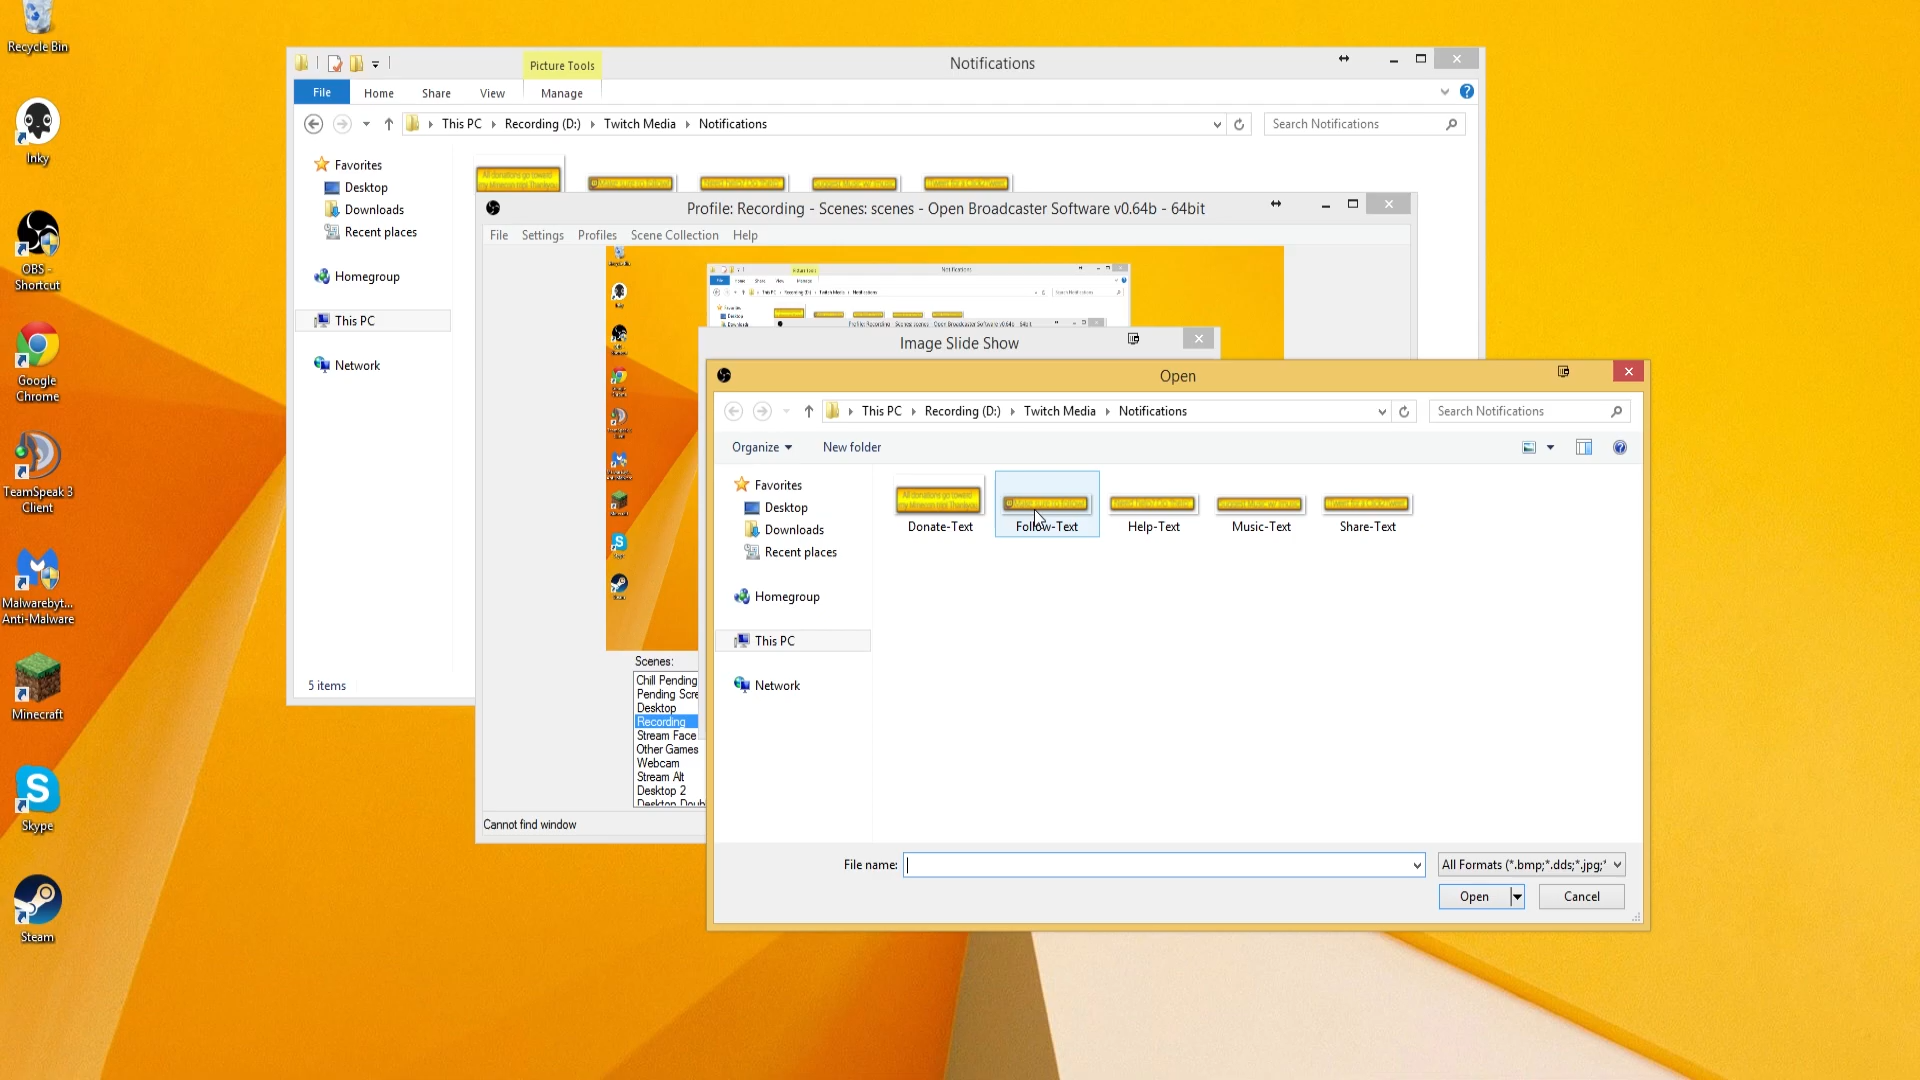 Recycle Bin
Inky
OBS -
Shortcut
Google
Chrome
TeamSpeak 3
Client
Malwarebyt...
Anti-Malware
Minecraft
Skype
Steam
Picture Tools
Notifications
File
Home
Share
View
Manage
This PC
Recording (D:)
Twitch Media
Notifications
Search Notifications
Favorites
Desktop
Downloads
Recent places
Homegroup
This PC
Network
5 items
Profile: Recording - Scenes: scenes - Open Broadcaster Software v0.64b - 64bit
File
Settings
Profiles
Scene Collection
Help
Scenes:
Chill Pending
Pending Scre
Desktop
Recording
Stream Face
Other Games
Webcam
Stream Alt
Desktop 2
Desktop Doub
Cannot find window
Image Slide Show
Open
This PC
Recording (D:)
Twitch Media
Notifications
Search Notifications
Organize
New folder
Favorites
Desktop
Downloads
Recent places
Homegroup
This PC
Network
Donate-Text
Follow-Text
Help-Text
Music-Text
Share-Text
File name:
All Formats (*.bmp;*.dds;*.jpg;*
Open
Cancel